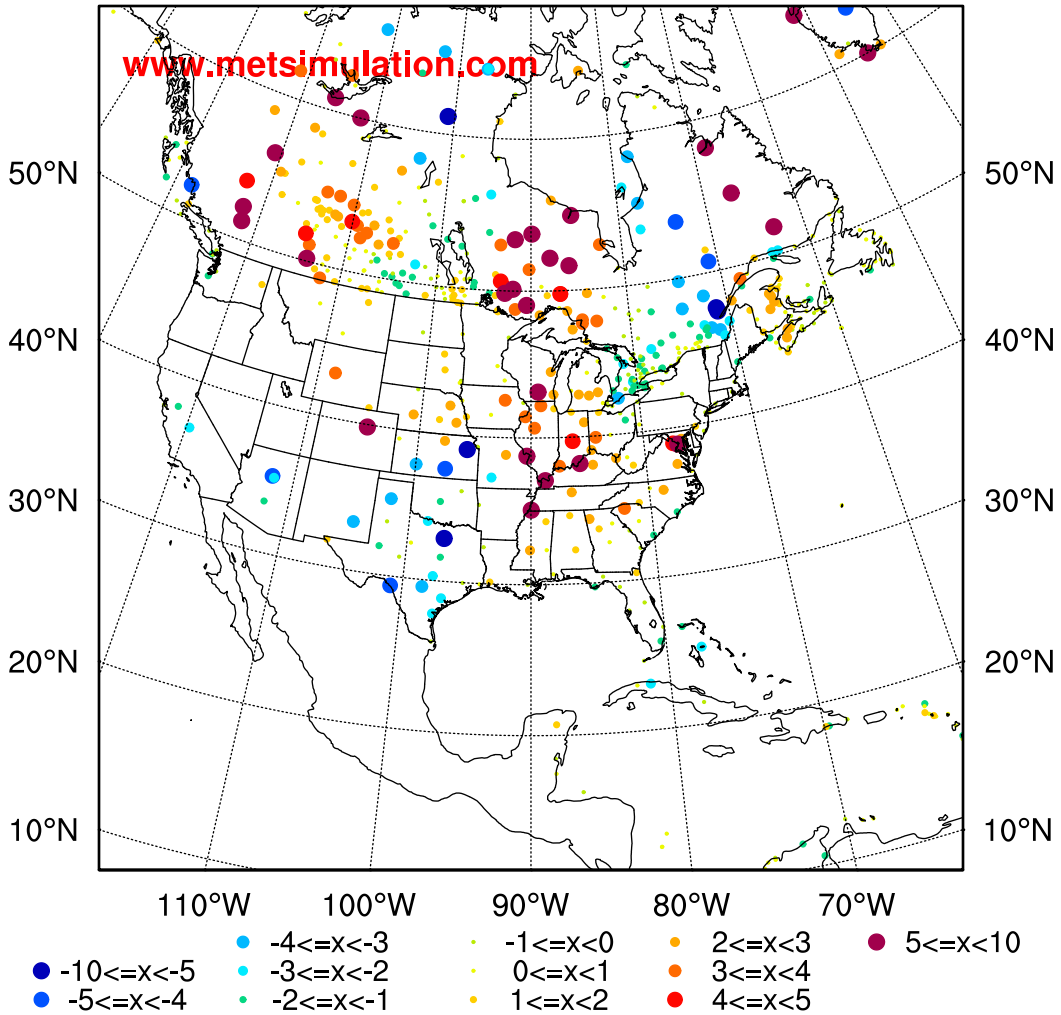 www.metsimulation.com
50°N 50°N
40°N 40°N
30°N 30°N
20°N 20°N
10°N 10°N
110°W 100°W 90°W 80°W 70°W
-4<=x<-3 -1<=x<0 2<=x<3 5<=x<10
-10<=x<-5 -3<=x<-2 0<=x<1 3<=x<4
-5<=x<-4 -2<=x<-1 1<=x<2 4<=x<5